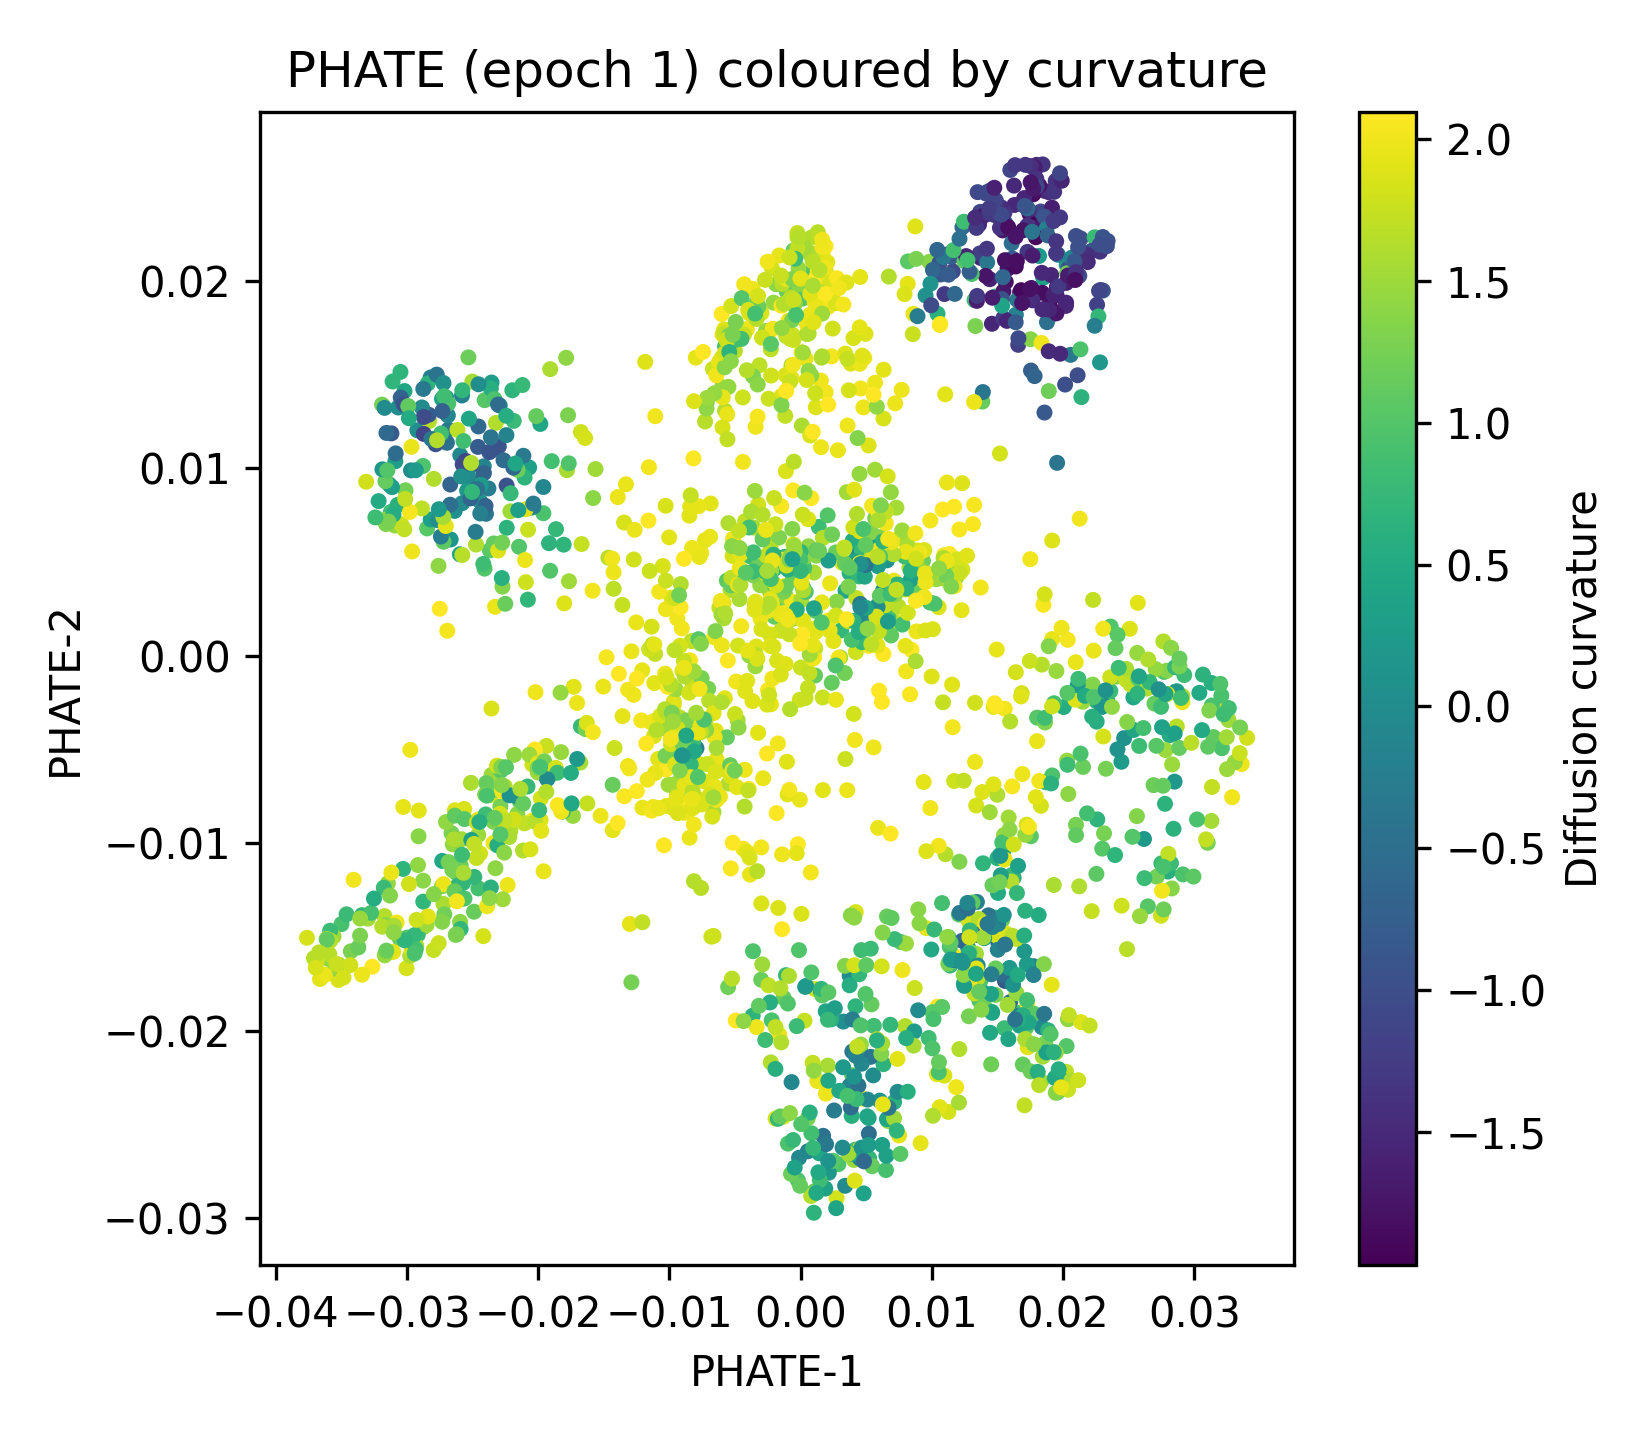 PHATE (epoch 1) coloured by curvature
0.02
0.01
0.00
−0.01
−0.02
−0.03
PHATE-2
−0.04 −0.03 −0.02 −0.01 0.00 0.01 0.02 0.03
PHATE-1
2.0
1.5
1.0
0.5
0.0
−0.5
−1.0
−1.5
Diffusion curvature